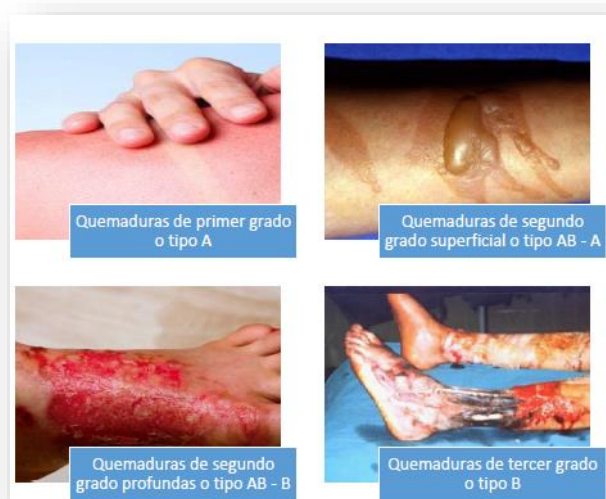 Quemaduras de primer grado
o tipo A
Quemaduras de segundo
grado superficial o tipo AB - A
Quemaduras de segundo
grado profundas o tipo AB - B
Quemaduras de tercer grado
o tipo B